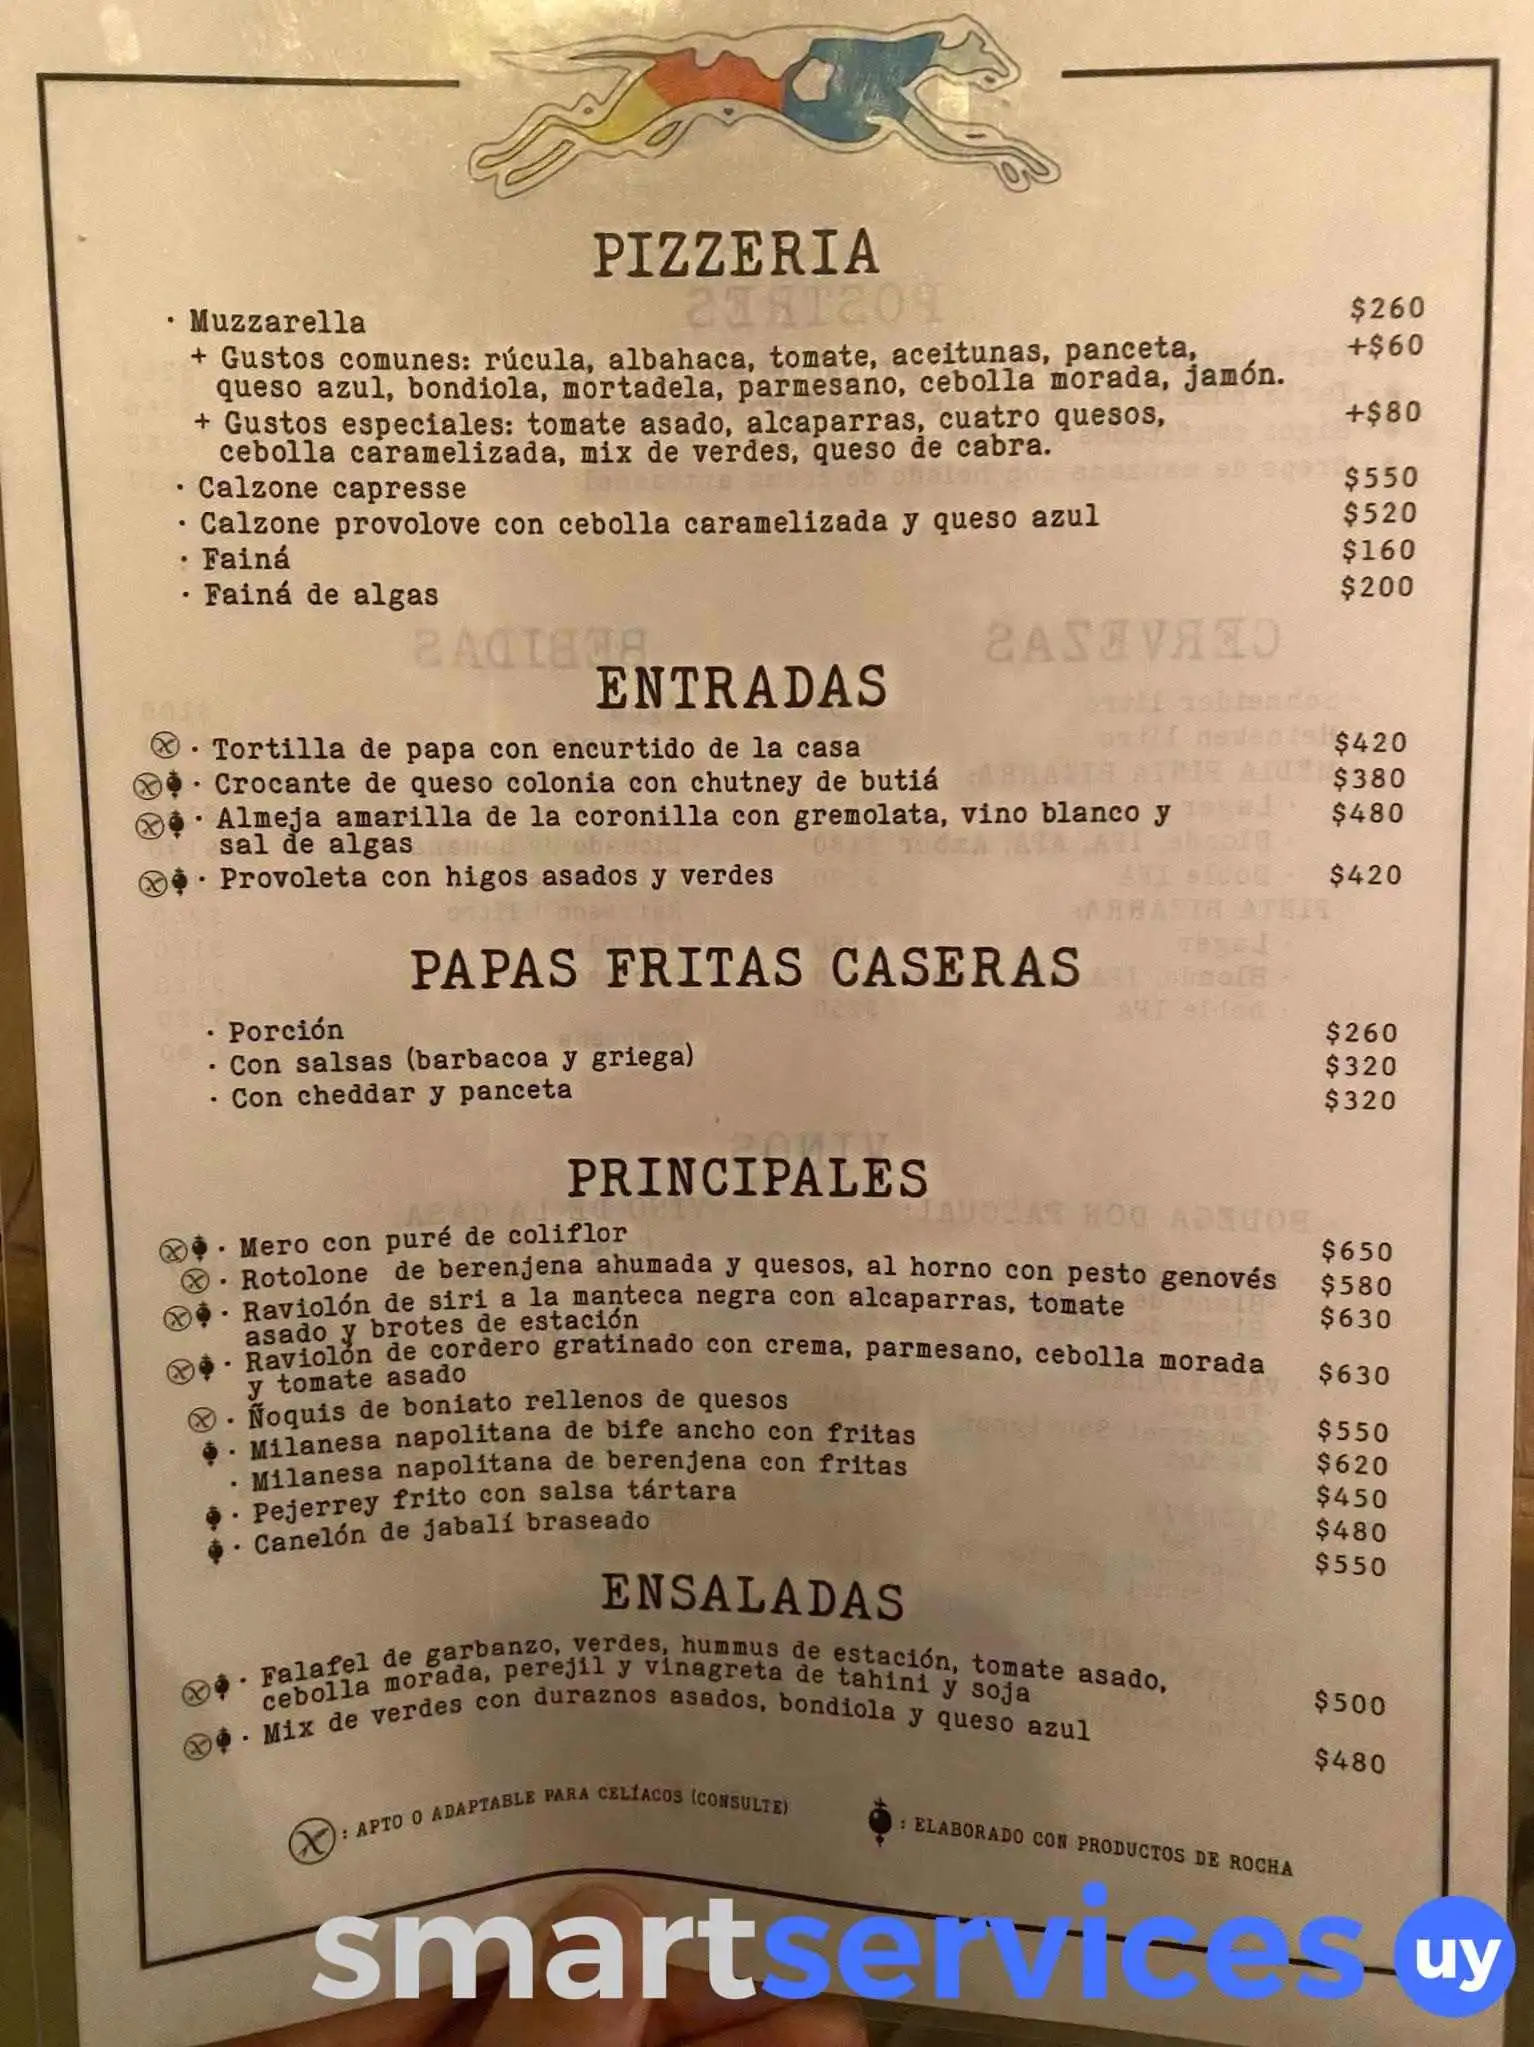 PIZZERIA
· Muzzarella $260
+ Gustos comunes: rúcula, albahaca, tomate, aceitunas, panceta, +$60
queso azul, bondiola, mortadela, parmesano, cebolla morada, jamón.
+ Gustos especiales: tomate asado, alcaparras, cuatro quesos, +$80
cebolla caramelizada, mix de verdes, queso de cabra.
· Calzone capresse $550
· Calzone provolove con cebolla caramelizada y queso azul $520
· Fainá $160
· Fainá de algas $200
ENTRADAS
· Tortilla de papa con encurtido de la casa $420
· Crocante de queso colonia con chutney de butiá $380
· Almeja amarilla de la coronilla con gremolata, vino blanco y $480
sal de algas
· Provoleta con higos asados y verdes $420
PAPAS FRITAS CASERAS
· Porción $260
· Con salsas (barbacoa y griega) $320
· Con cheddar y panceta $320
PRINCIPALES
· Mero con puré de coliflor $650
· Rotolone de berenjena ahumada y quesos, al horno con pesto genovés $580
· Raviolón de siri a la manteca negra con alcaparras, tomate $630
asado y brotes de estación
· Raviolón de cordero gratinado con crema, parmesano, cebolla morada $630
y tomate asado
· Ñoquis de boniato rellenos de quesos $550
· Milanesa napolitana de bife ancho con fritas $620
· Milanesa napolitana de berenjena con fritas $450
· Pejerrey frito con salsa tártara $480
· Canelón de jabalí braseado $550
ENSALADAS
· Falafel de garbanzo, verdes, hummus de estación, tomate asado, $500
cebolla morada, perejil y vinagreta de tahini y soja
· Mix de verdes con duraznos asados, bondiola y queso azul $480
: APTO O ADAPTABLE PARA CELÍACOS (CONSULTE)
: ELABORADO CON PRODUCTOS DE ROCHA
smartservices uy